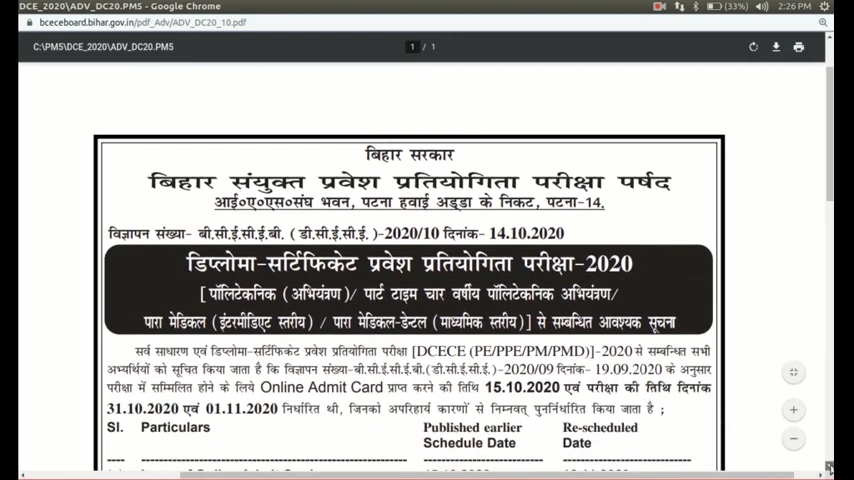 DCE_2020\ADV_DC20.PM5 - Google Chrome (33%) 2:26 PM
bceceboard.bihar.gov.in/pdf_Adv/ADV_DC20_10.pdf
C:\PM5\DCE_2020\ADV_DC20.PM5 1 / 1
बिहार सरकार
बिहार संयुक्त प्रवेश प्रतियोगिता परीक्षा पर्षद
आई०ए०एस०संघ भवन, पटना हवाई अड्डा के निकट, पटना-14.
विज्ञापन संख्या- बी.सी.ई.सी.ई.बी. (डी.सी.ई.सी.ई.)-2020/10 दिनांक- 14.10.2020
डिप्लोमा-सर्टिफिकेट प्रवेश प्रतियोगिता परीक्षा-2020
[पॉलिटेकनिक (अभियंत्रण)/ पार्ट टाइम चार वर्षीय पॉलिटेकनिक अभियंत्रण/
पारा मेडिकल (इंटरमीडिएट स्तरीय) / पारा मेडिकल-डेन्टल (माध्यमिक स्तरीय)] से सम्बन्धित आवश्यक सूचना
सर्व साधारण एवं डिप्लोमा-सर्टिफिकेट प्रवेश प्रतियोगिता परीक्षा [DCECE (PE/PPE/PM/PMD)]-2020 से सम्बन्धित सभी
अभ्यर्थियों को सूचित किया जाता है कि विज्ञापन संख्या-बी.सी.ई.सी.ई.बी.(डी.सी.ई.सी.ई.)-2020/09 दिनांक- 19.09.2020 के अनुसार
परीक्षा में सम्मिलित होने के लिये Online Admit Card प्राप्त करने की तिथि 15.10.2020 एवं परीक्षा की तिथि दिनांक
31.10.2020 एवं 01.11.2020 निर्धारित थी, जिनको अपरिहार्य कारणों से निम्नवत् पुनर्निर्धारित किया जाता है ;
Sl. Particulars Published earlier Re-scheduled
Schedule Date Date